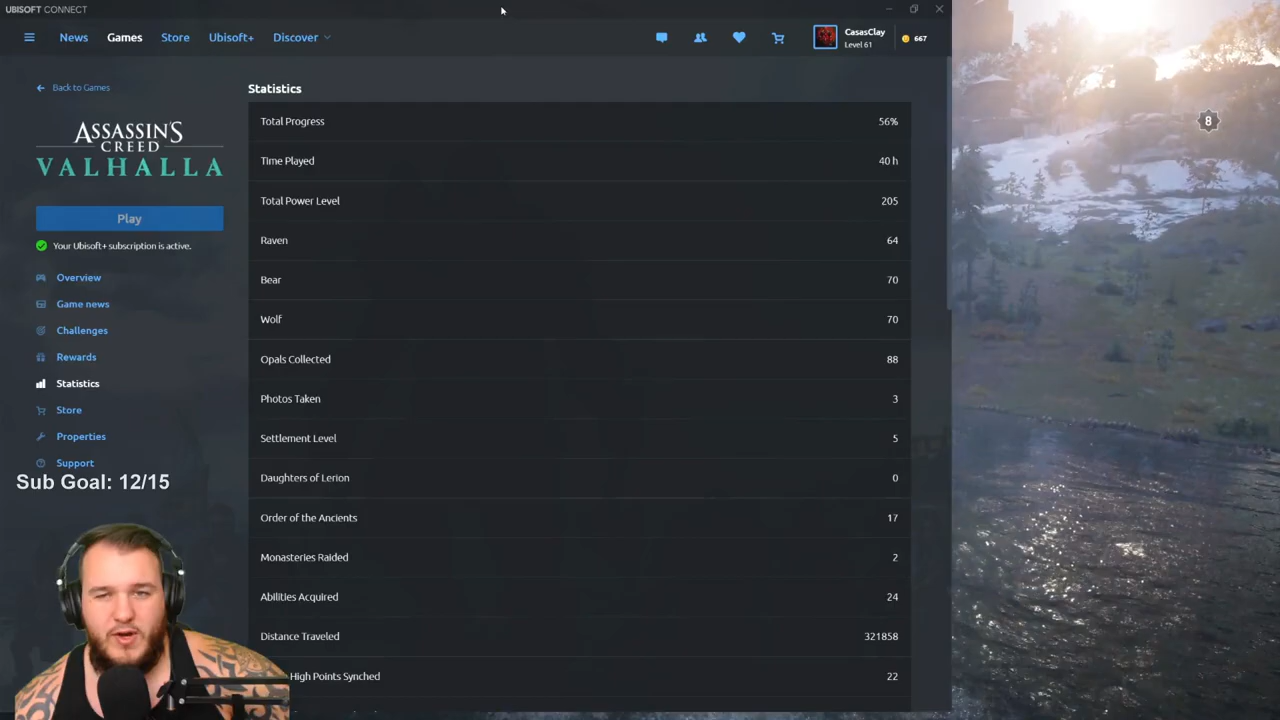 UBISOFT CONNECT
News
Games
Store
Ubisoft+
Discover
CasasClay
Level 61
667
Back to Games
ASSASSIN'S
CREED
VALHALLA
Play
Your Ubisoft+ subscription is active.
Overview
Game news
Challenges
Rewards
Statistics
Store
Properties
Support
Sub Goal: 12/15
Statistics
Total Progress 56%
Time Played 40 h
Total Power Level 205
Raven 64
Bear 70
Wolf 70
Opals Collected 88
Photos Taken 3
Settlement Level 5
Daughters of Lerion 0
Order of the Ancients 17
Monasteries Raided 2
Abilities Acquired 24
Distance Traveled 321858
High Points Synched 22
8